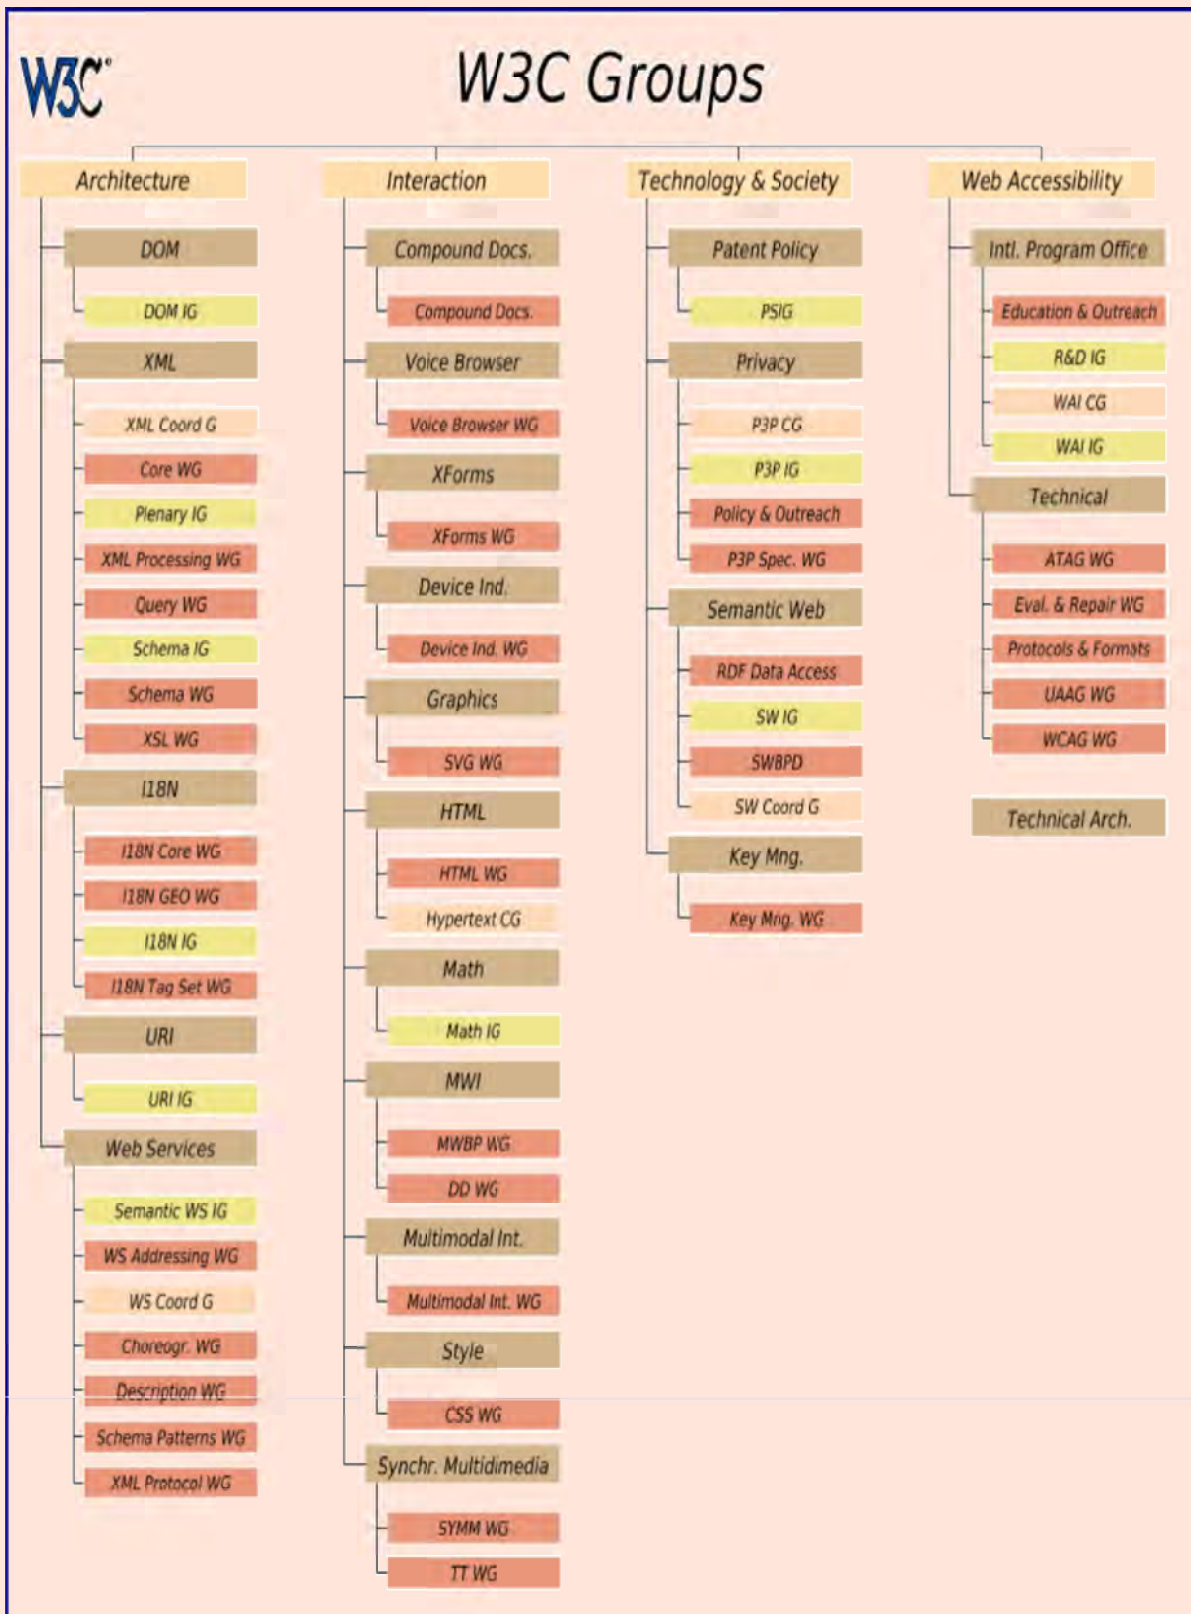 W3C®
W3C Groups
Architecture
DOM
DOM IG
XML
XML Coord G
Core WG
Plenary IG
XML Processing WG
Query WG
Schema IG
Schema WG
XSL WG
I18N
I18N Core WG
I18N GEO WG
I18N IG
I18N Tag Set WG
URI
URI IG
Web Services
Semantic WS IG
WS Addressing WG
WS Coord G
Choreogr. WG
Description WG
Schema Patterns WG
XML Protocol WG
Interaction
Compound Docs.
Compound Docs.
Voice Browser
Voice Browser WG
XForms
XForms WG
Device Ind.
Device Ind. WG
Graphics
SVG WG
HTML
HTML WG
Hypertext CG
Math
Math IG
MWI
MWBP WG
DD WG
Multimodal Int.
Multimodal Int. WG
Style
CSS WG
Synchr. Multidimedia
SYMM WG
TT WG
Technology & Society
Patent Policy
PSIG
Privacy
P3P CG
P3P IG
Policy & Outreach
P3P Spec. WG
Semantic Web
RDF Data Access
SW IG
SWBPD
SW Coord G
Key Mng.
Key Mng. WG
Web Accessibility
Intl. Program Office
Education & Outreach
R&D IG
WAI CG
WAI IG
Technical
ATAG WG
Eval. & Repair WG
Protocols & Formats
UAAG WG
WCAG WG
Technical Arch.